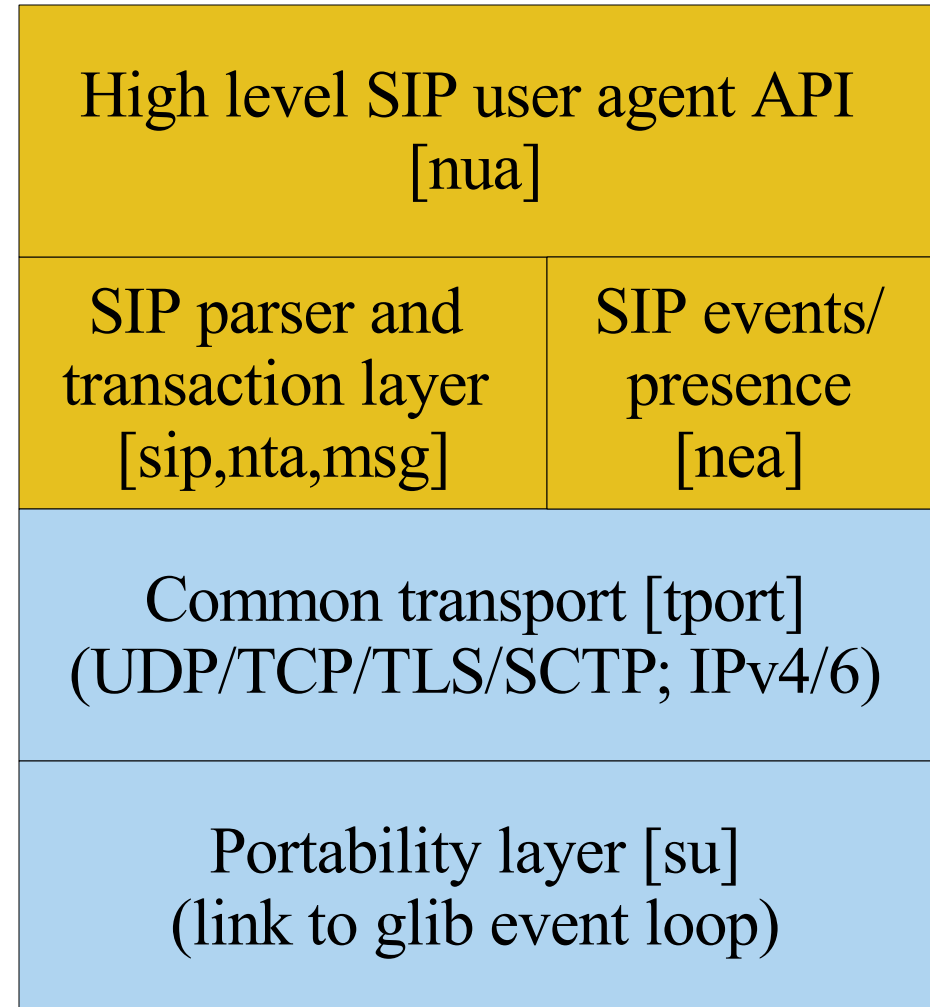 High level SIP user agent API
[nua]
SIP parser and
transaction layer
[sip,nta,msg]
SIP events/
presence
[nea]
Common transport [tport]
(UDP/TCP/TLS/SCTP; IPv4/6)
Portability layer [su]
(link to glib event loop)